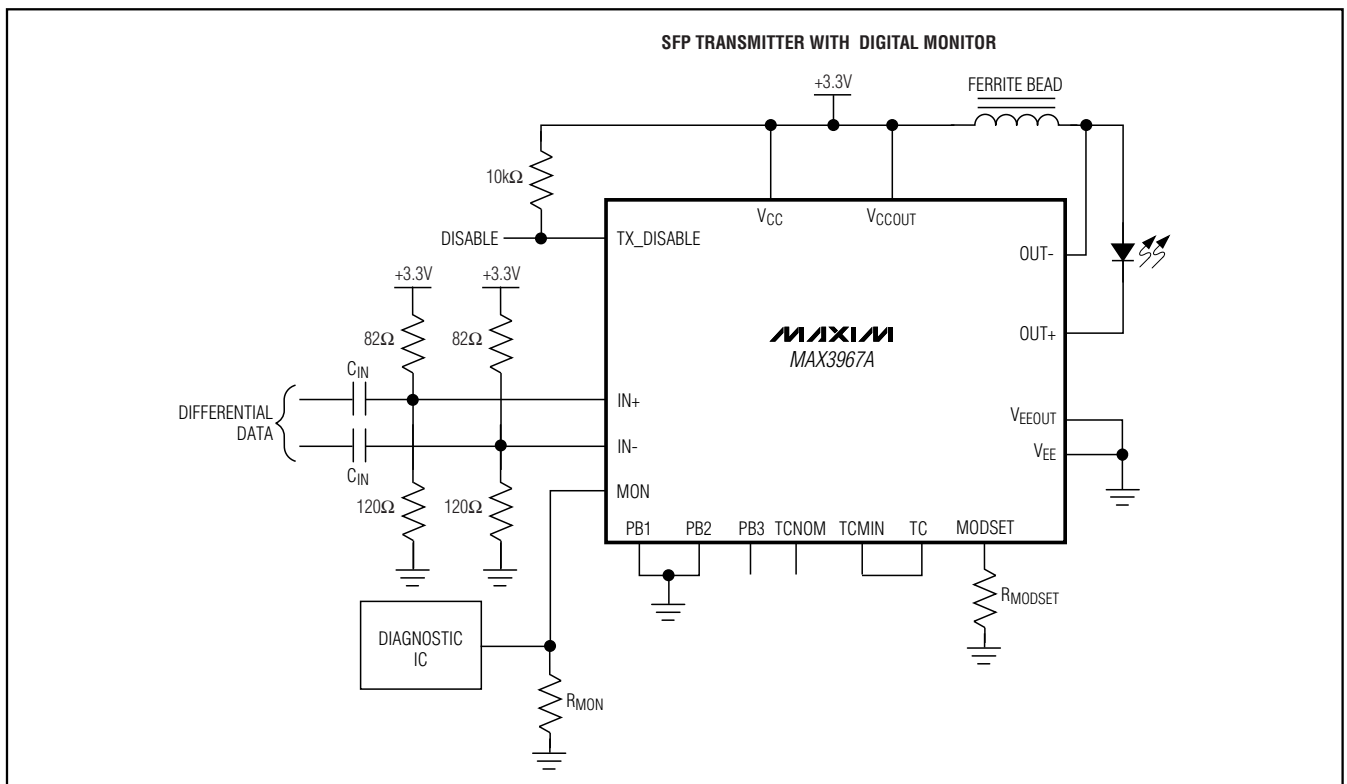 SFP TRANSMITTER WITH DIGITAL MONITOR
+3.3V
FERRITE BEAD
10kΩ
VCC
VCCOUT
DISABLE
TX_DISABLE
OUT-
+3.3V
+3.3V
82Ω
82Ω
MAXIM
MAX3967A
OUT+
CIN
DIFFERENTIAL
DATA
IN+
IN-
CIN
VEEOUT
VEE
MON
120Ω
120Ω
PB1
PB2
PB3
TCNOM
TCMIN
TC
MODSET
RMODSET
DIAGNOSTIC
IC
RMON